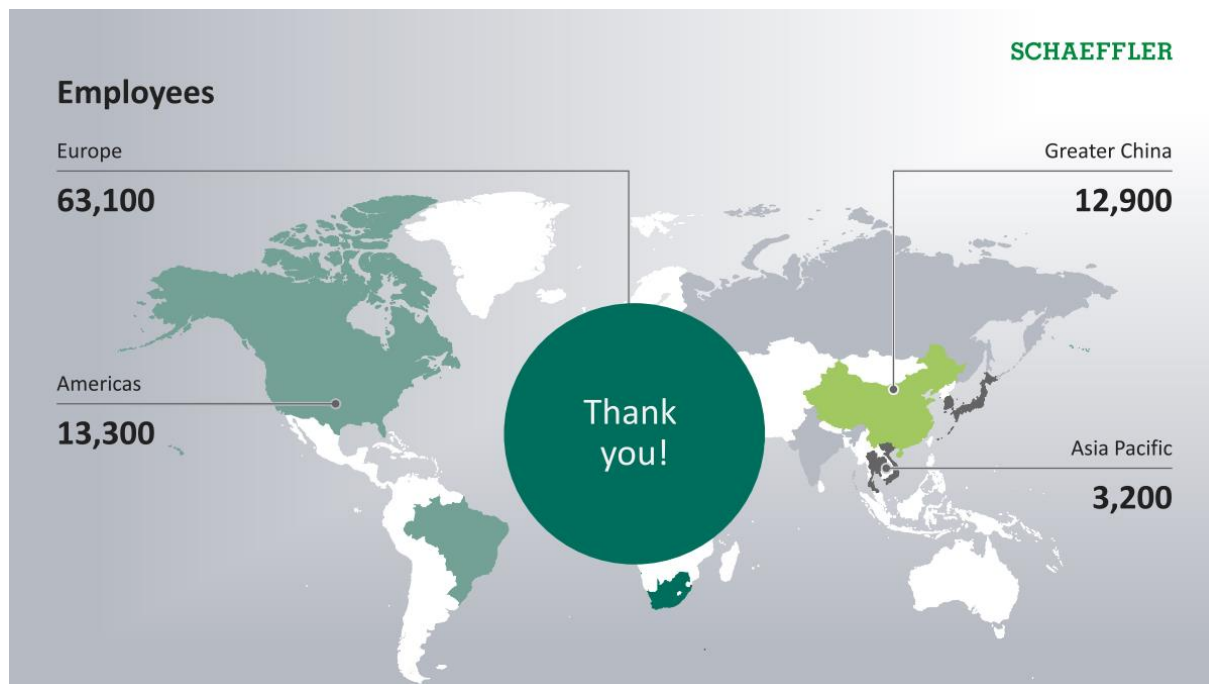 SCHAEFFLER
Employees
Europe
63,100
Greater China
12,900
Americas
13,300
Thank
you!
Asia Pacific
3,200